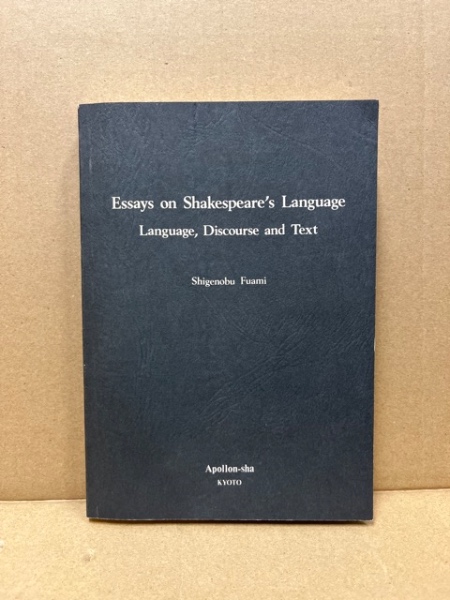 Essays on Shakespeare's Language
Language, Discourse and Text
Shigenobu Fuami
Apollon-sha
KYOTO